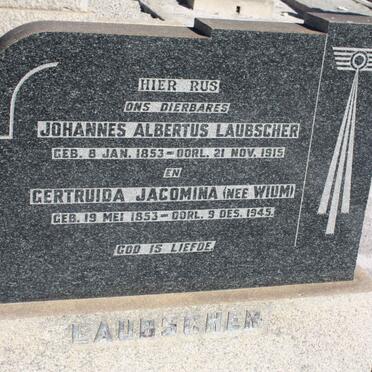 HIER RUS
ONS DIERBARES
JOHANNES ALBERTUS LAUBSCHER
GEB. 8 JAN. 1853–OORL. 21 NOV. 1915
EN
GERTRUIDA JACOMINA (NEE WIUM)
GEB. 19 MEI 1853–OORL. 9 DES. 1945.
GOD IS LIEFDE
LAUBSCHER